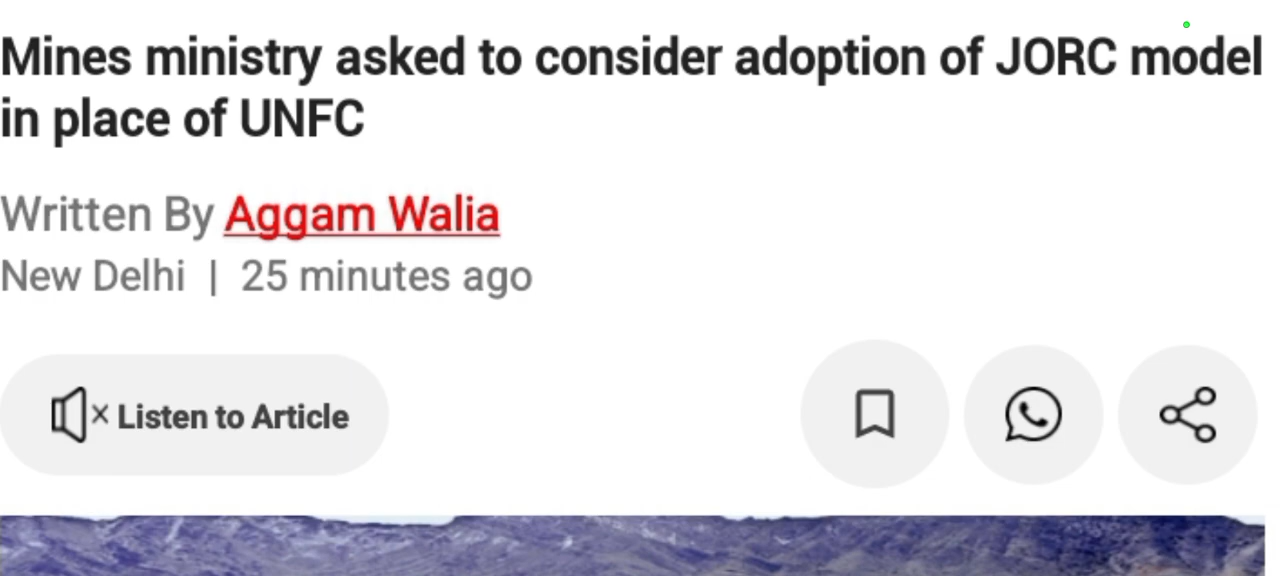 Mines ministry asked to consider adoption of JORC model
in place of UNFC
Written By Aggam Walia
New Delhi | 25 minutes ago
Listen to Article